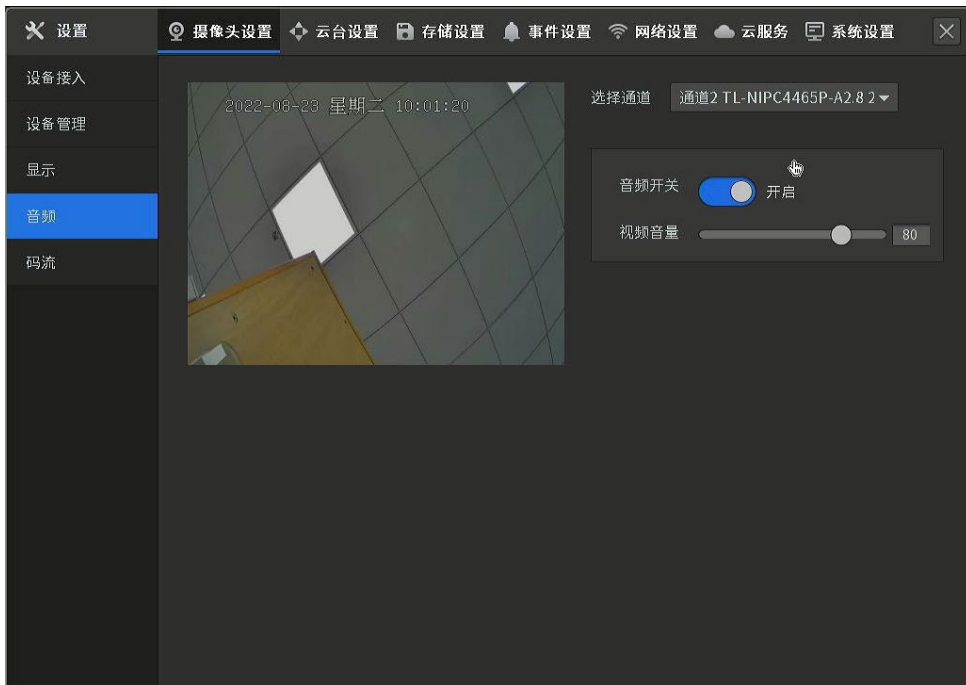 设置
摄像头设置 云台设置 存储设置 事件设置 网络设置 云服务 系统设置
设备接入
设备管理
显示
音频
码流
2022-08-23 星期二 10:01:20
选择通道 通道2 TL-NIPC4465P-A2.8 2
音频开关 开启
视频音量 80